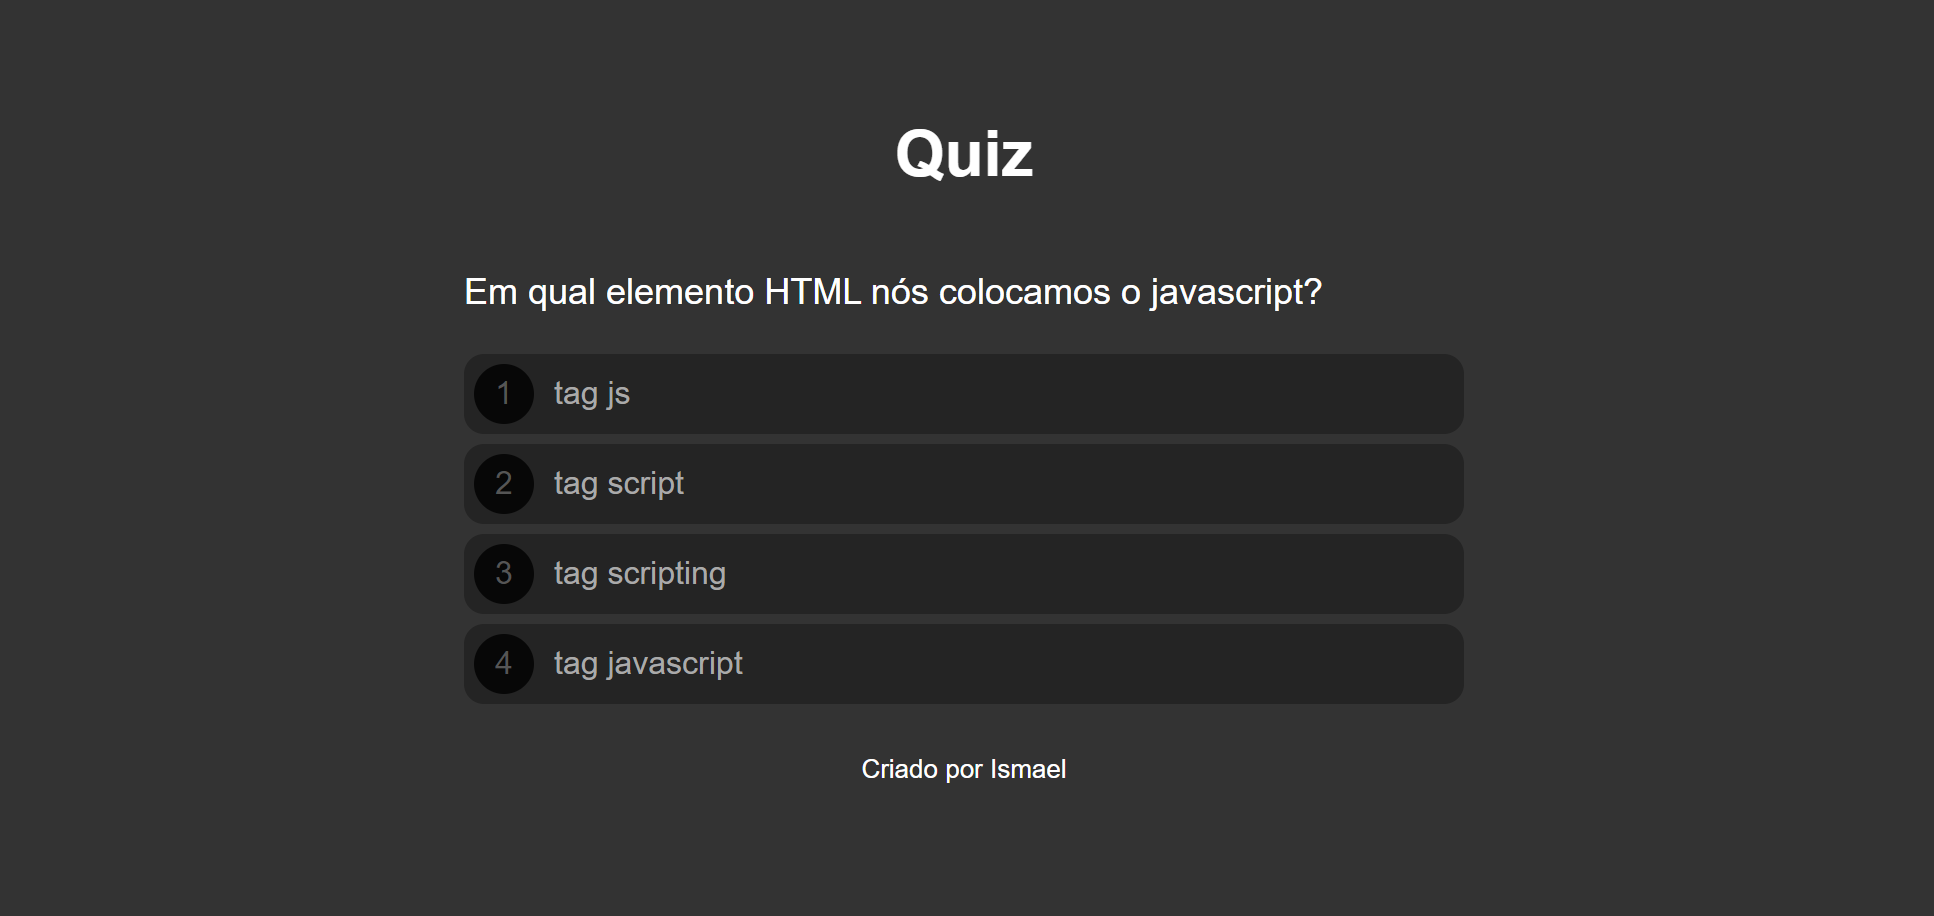 Quiz
Em qual elemento HTML nós colocamos o javascript?
1 tag js
2 tag script
3 tag scripting
4 tag javascript
Criado por Ismael